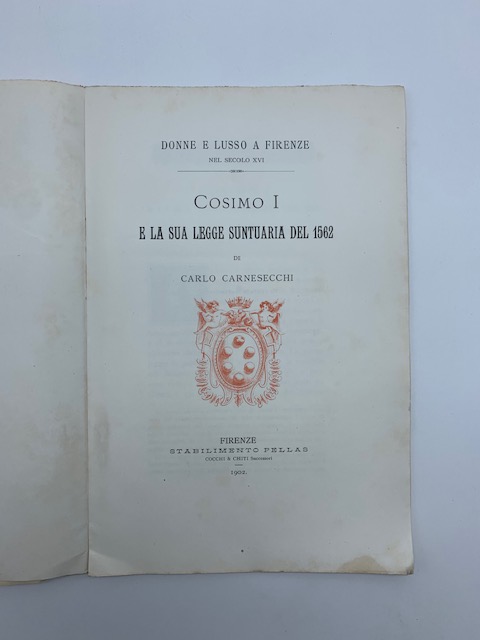 DONNE E LUSSO A FIRENZE
NEL SECOLO XVI
COSIMO I
E LA SUA LEGGE SUNTUARIA DEL 1562
DI
CARLO CARNESECCHI
FIRENZE
STABILIMENTO PELLAS
COCCHI & CHITI Successori
1902.